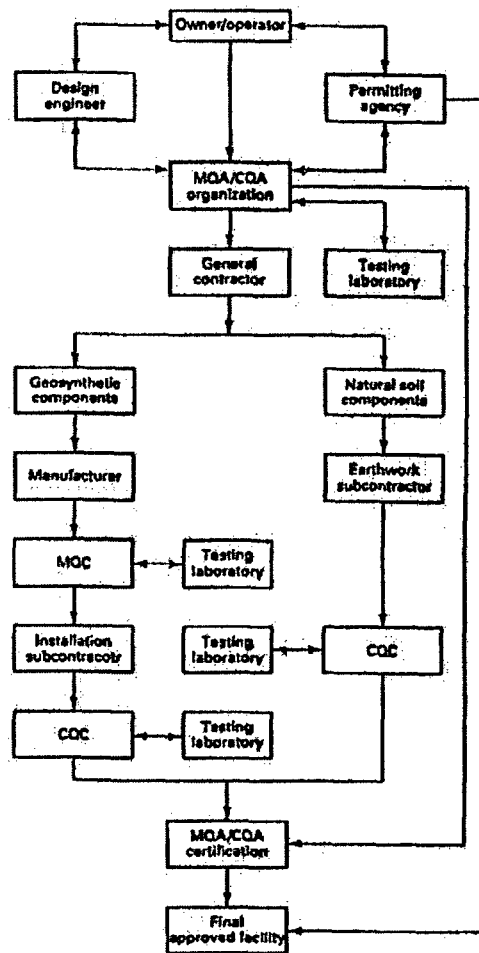 Owner/operator
Design
engineer
Permitting
agency
MQA/CQA
organization
General
contractor
Testing
laboratory
Geosynthetic
components
Natural soil
components
Manufacturer
Earthwork
subcontractor
MQC
Testing
laboratory
Installation
subcontracotr
Testing
laboratory
CQC
CQC
Testing
laboratory
MQA/CQA
certification
Final
approved facility